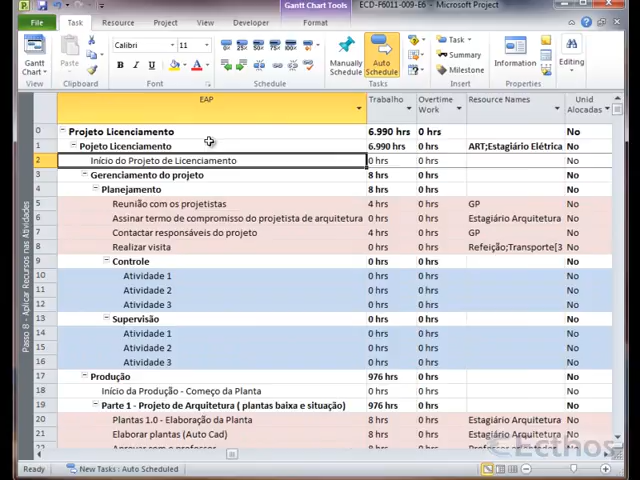 Gantt Chart Tools
ECD-F6011-009-E6 - Microsoft Project
File Task Resource Project View Developer Format
Calibri 11
B I U A
Gantt Chart
Paste
Manually Schedule
Auto Schedule
Task
Summary
Milestone
Information
Editing
EAP Trabalho Overtime Work Resource Names Unid Alocadas
0 Projeto Licenciamento 6.990 hrs 0 hrs No
1 Pojeto Licenciamento 6.990 hrs 0 hrs ART;Estagiário Elétrica No
2 Início do Projeto de Licenciamento 0 hrs 0 hrs No
3 Gerenciamento do projeto 8 hrs 0 hrs No
4 Planejamento 8 hrs 0 hrs No
5 Reunião com os projetistas 4 hrs 0 hrs GP No
6 Assinar termo de compromisso do projetista de arquitetura 0 hrs 0 hrs Estagiário Arquitetura No
7 Contactar responsáveis do projeto 4 hrs 0 hrs GP No
8 Realizar visita 0 hrs 0 hrs Refeição;Transporte[3 No
9 Controle 0 hrs 0 hrs No
10 Atividade 1 0 hrs 0 hrs No
11 Atividade 2 0 hrs 0 hrs No
12 Atividade 3 0 hrs 0 hrs No
13 Supervisão 0 hrs 0 hrs No
14 Atividade 1 0 hrs 0 hrs No
15 Atividade 2 0 hrs 0 hrs No
16 Atividade 3 0 hrs 0 hrs No
17 Produção 976 hrs 0 hrs No
18 Início da Produção - Começo da Planta 0 hrs 0 hrs No
19 Parte 1 - Projeto de Arquitetura ( plantas baixa e situação) 976 hrs 0 hrs No
20 Plantas 1.0 - Elaboração da Planta 8 hrs 0 hrs Estagiário Arquitetura No
21 Elaborar plantas (Auto Cad) 8 hrs 0 hrs Estagiário Arquitetura No
Passo 8 - Aplicar Recursos nas Atividades
Ecthos
Ready New Tasks : Auto Scheduled